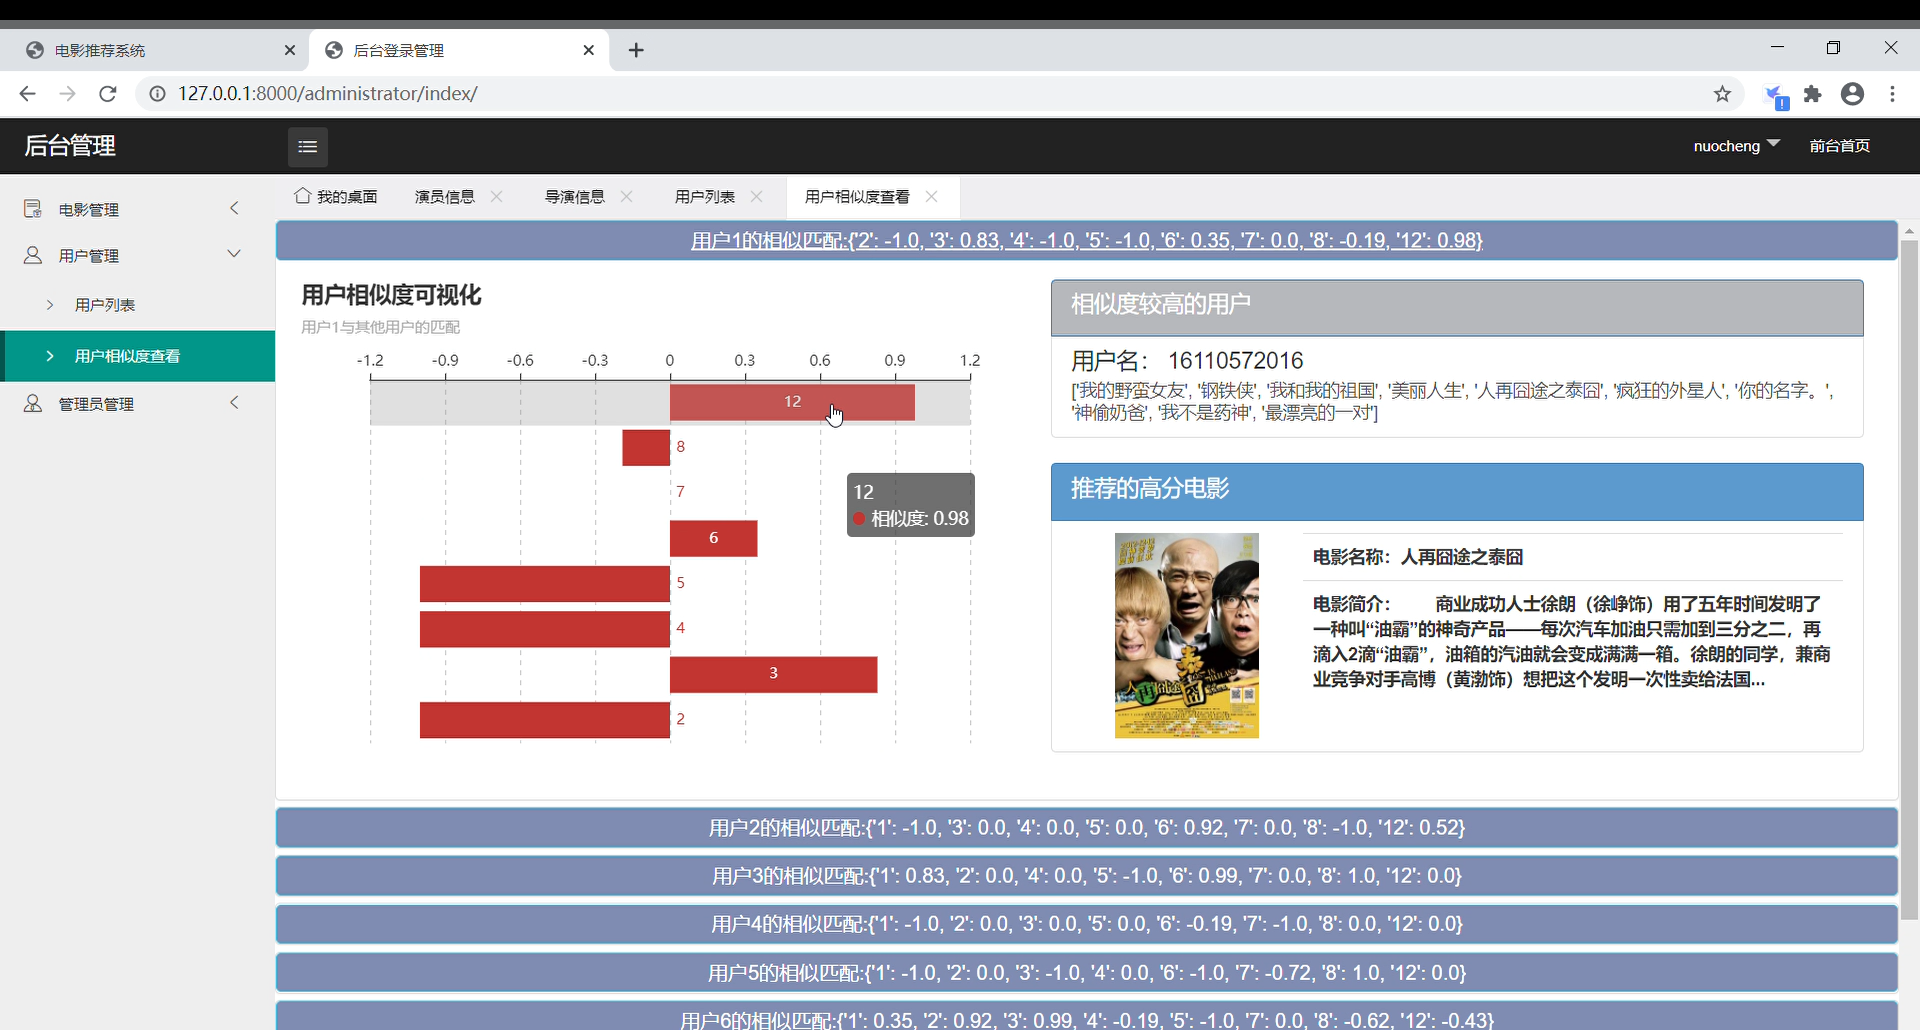 电影推荐系统
后台登录管理
127.0.0.1:8000/administrator/index/
后台管理
nuocheng
前台首页
电影管理
用户管理
用户列表
用户相似度查看
管理员管理
我的桌面
演员信息
导演信息
用户列表
用户相似度查看
用户1的相似匹配:{'2': -1.0, '3': 0.83, '4': -1.0, '5': -1.0, '6': 0.35, '7': 0.0, '8': -0.19, '12': 0.98}
用户相似度可视化
用户1与其他用户的匹配
-1.2 -0.9 -0.6 -0.3 0 0.3 0.6 0.9 1.2
12
8
7
6
5
4
3
2
12
相似度: 0.98
相似度较高的用户
用户名： 16110572016
['我的野蛮女友', '钢铁侠', '我和我的祖国', '美丽人生', '人再囧途之泰囧', '疯狂的外星人', '你的名字。',
'神偷奶爸', '我不是药神', '最漂亮的一对']
推荐的高分电影
电影名称：人再囧途之泰囧
电影简介： 商业成功人士徐朗（徐峥饰）用了五年时间发明了
一种叫“油霸”的神奇产品——每次汽车加油只需加到三分之二，再
滴入2滴“油霸”，油箱的汽油就会变成满满一箱。徐朗的同学，兼商
业竞争对手高博（黄渤饰）想把这个发明一次性卖给法国...
用户2的相似匹配:{'1': -1.0, '3': 0.0, '4': 0.0, '5': 0.0, '6': 0.92, '7': 0.0, '8': -1.0, '12': 0.52}
用户3的相似匹配:{'1': 0.83, '2': 0.0, '4': 0.0, '5': -1.0, '6': 0.99, '7': 0.0, '8': 1.0, '12': 0.0}
用户4的相似匹配:{'1': -1.0, '2': 0.0, '3': 0.0, '5': 0.0, '6': -0.19, '7': -1.0, '8': 0.0, '12': 0.0}
用户5的相似匹配:{'1': -1.0, '2': 0.0, '3': -1.0, '4': 0.0, '6': -1.0, '7': -0.72, '8': 1.0, '12': 0.0}
用户6的相似匹配:{'1': 0.35, '2': 0.92, '3': 0.99, '4': -0.19, '5': -1.0, '7': 0.0, '8': -0.62, '12': -0.43}